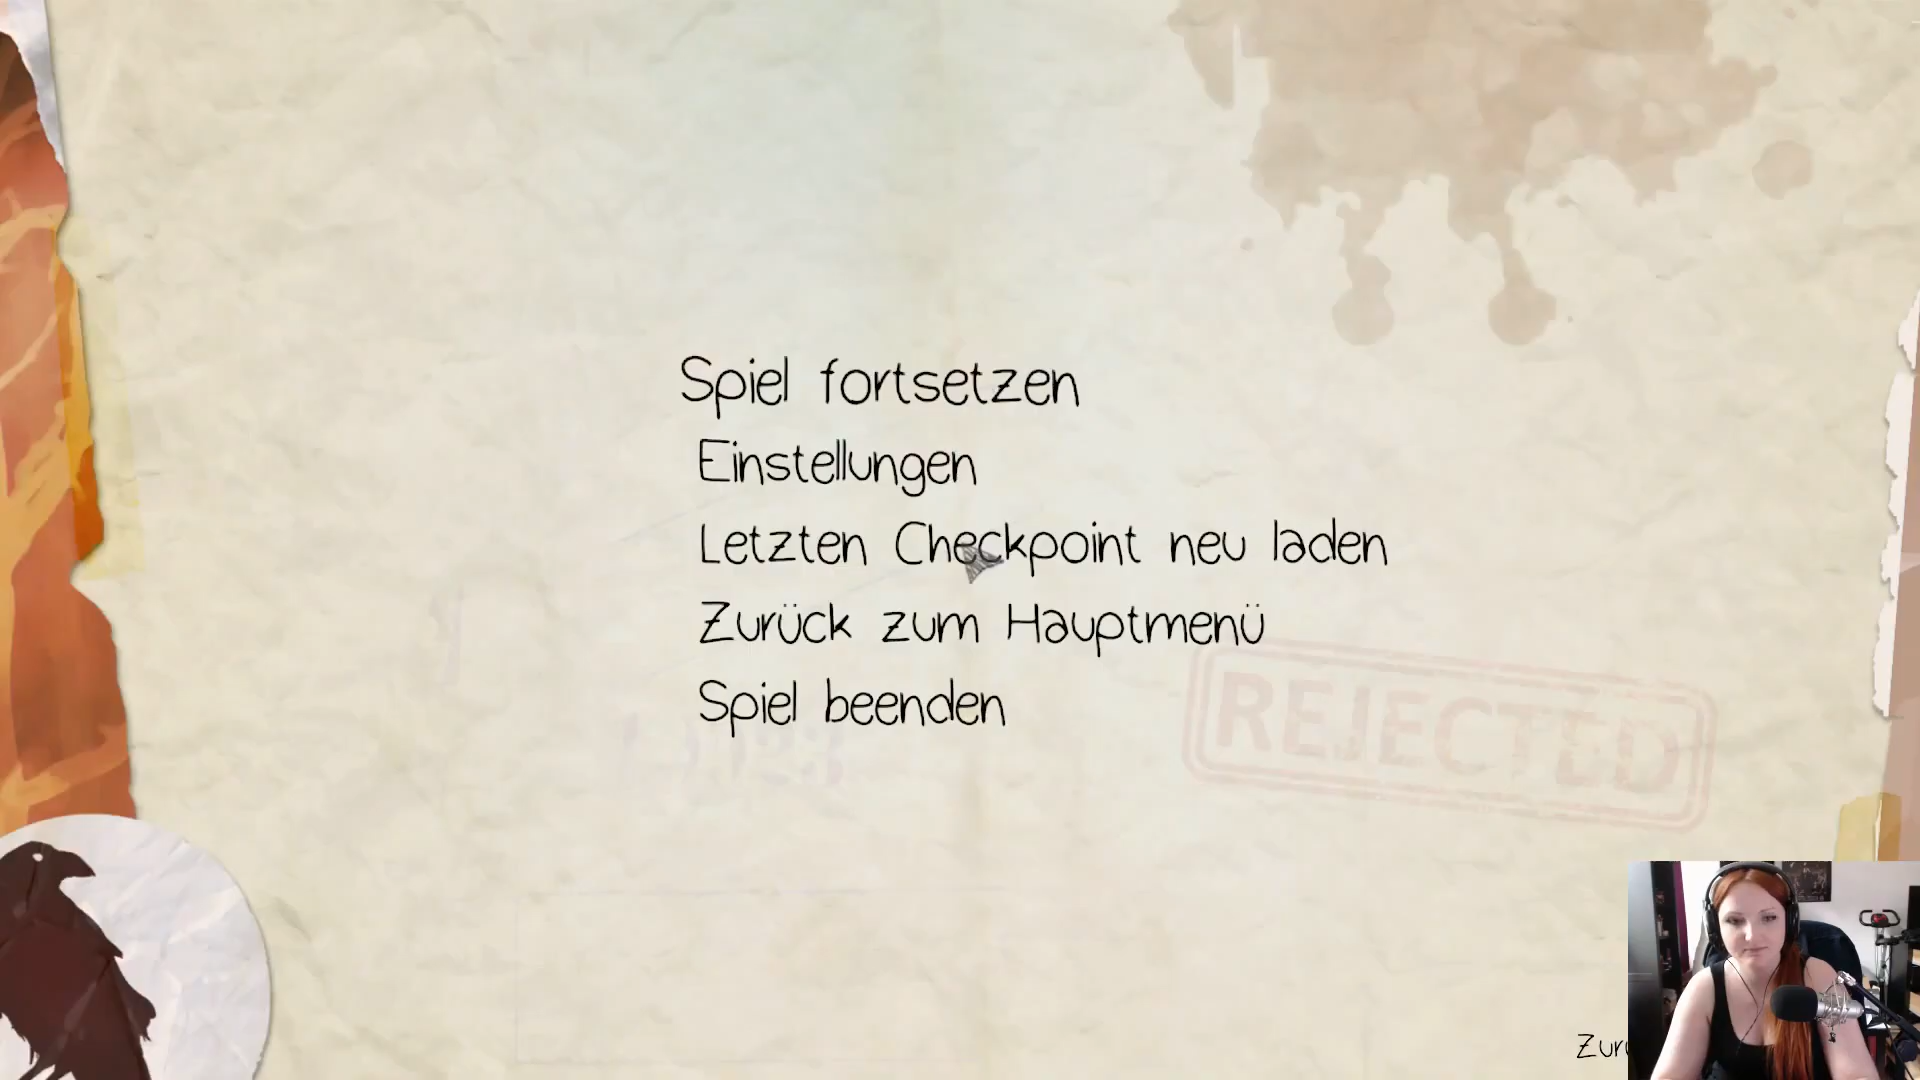 Spiel fortsetzen
Einstellungen
Letzten Checkpoint neu laden
Zurück zum Hauptmenü
Spiel beenden
REJECTED